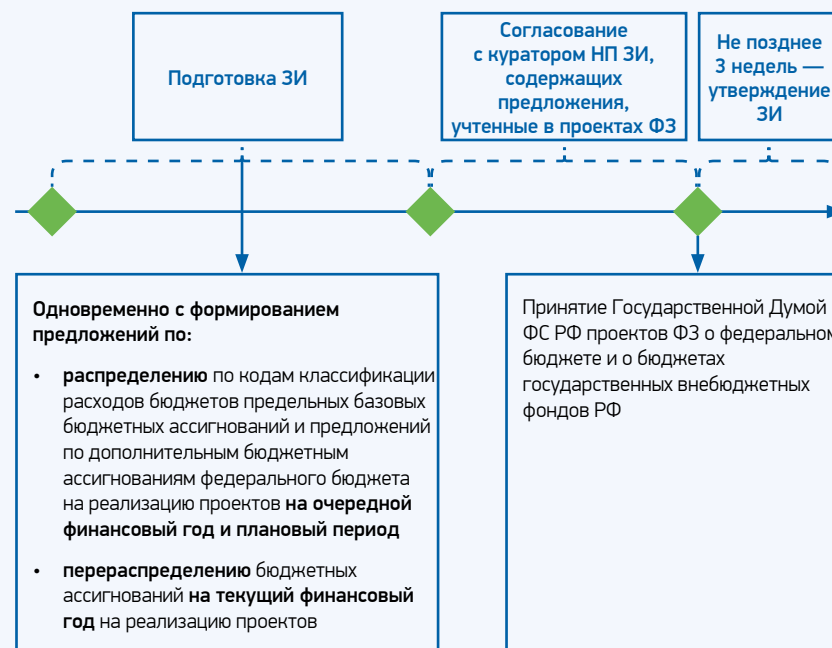 Подготовка ЗИ
Согласование
с куратором НП ЗИ,
содержащих
предложения,
учтенные в проектах ФЗ
Не позднее
3 недель —
утверждение
ЗИ
Одновременно с формированием
предложений по:
• распределению по кодам классификации
расходов бюджетов предельных базовых
бюджетных ассигнований и предложений
по дополнительным бюджетным
ассигнованиям федерального бюджета
на реализацию проектов на очередной
финансовый год и плановый период
• перераспределению бюджетных
ассигнований на текущий финансовый
год на реализацию проектов
Принятие Государственной Думой
ФС РФ проектов ФЗ о федеральном
бюджете и о бюджетах
государственных внебюджетных
фондов РФ